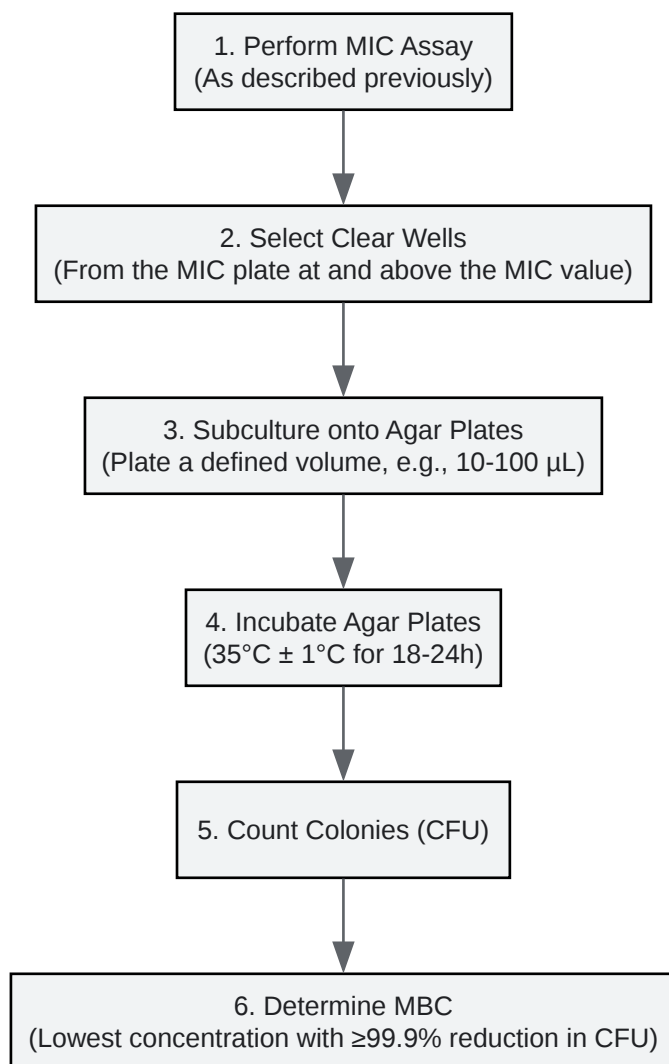 1. Perform MIC Assay
(As described previously)
2. Select Clear Wells
(From the MIC plate at and above the MIC value)
3. Subculture onto Agar Plates
(Plate a defined volume, e.g., 10-100 µL)
4. Incubate Agar Plates
(35°C ± 1°C for 18-24h)
5. Count Colonies (CFU)
6. Determine MBC
(Lowest concentration with ≥99.9% reduction in CFU)